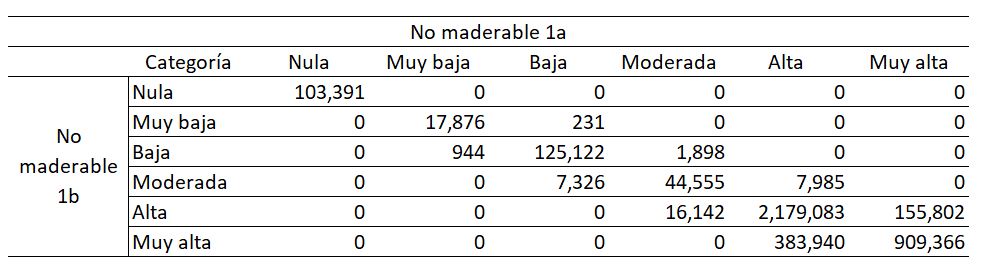 No maderable 1a
Categoría Nula Muy baja Baja Moderada Alta Muy alta
No maderable 1b
Nula 103,391 0 0 0 0 0
Muy baja 0 17,876 231 0 0 0
Baja 0 944 125,122 1,898 0 0
Moderada 0 0 7,326 44,555 7,985 0
Alta 0 0 0 16,142 2,179,083 155,802
Muy alta 0 0 0 0 383,940 909,366